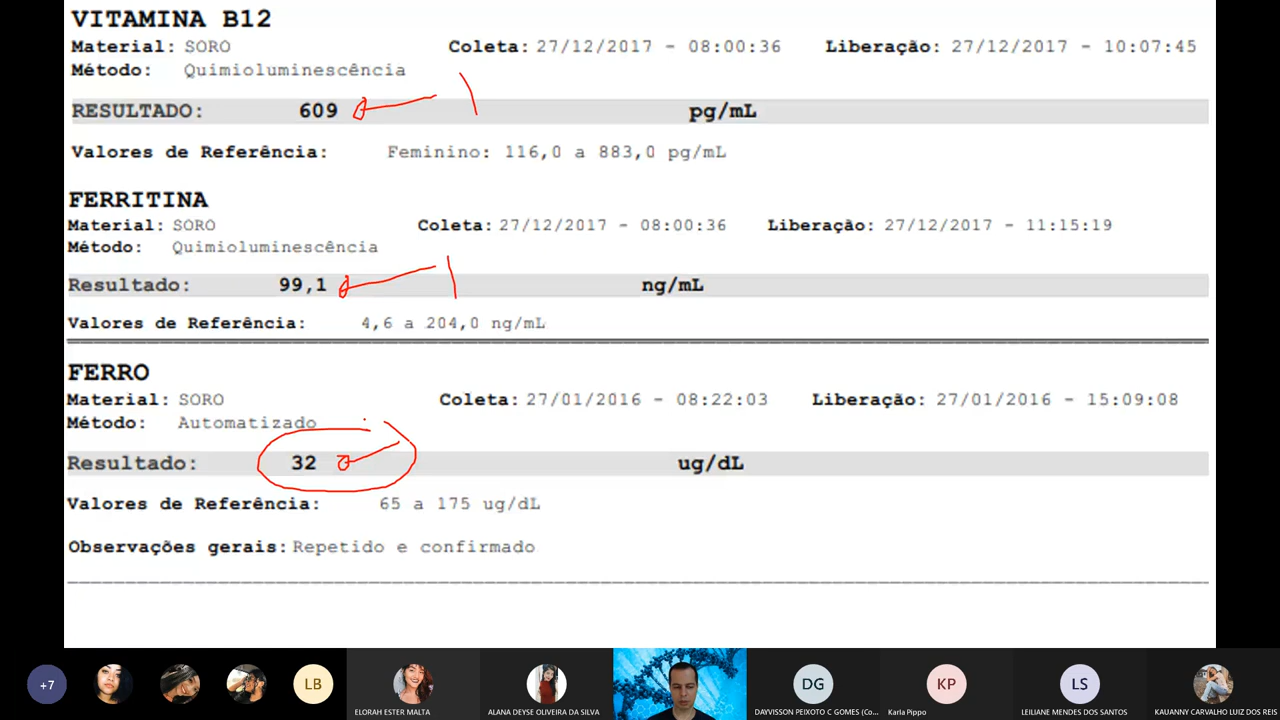 VITAMINA B12
Material: SORO Coleta: 27/12/2017 - 08:00:36 Liberação: 27/12/2017 - 10:07:45
Método: Quimioluminescência
RESULTADO: 609 pg/mL
Valores de Referência: Feminino: 116,0 a 883,0 pg/mL
FERRITINA
Material: SORO Coleta: 27/12/2017 - 08:00:36 Liberação: 27/12/2017 - 11:15:19
Método: Quimioluminescência
Resultado: 99,1 ng/mL
Valores de Referência: 4,6 a 204,0 ng/mL
FERRO
Material: SORO Coleta: 27/01/2016 - 08:22:03 Liberação: 27/01/2016 - 15:09:08
Método: Automatizado
Resultado: 32 ug/dL
Valores de Referência: 65 a 175 ug/dL
Observações gerais: Repetido e confirmado
+7 LB DG KP LS
ELORAH ESTER MALTA ALANA DEYSE OLIVEIRA DA SILVA DAYVISSON PEIXOTO C GOMES (Co... Karla Pippo LEILIANE MENDES DOS SANTOS KAUANNY CARVALHO LUIZ DOS REIS